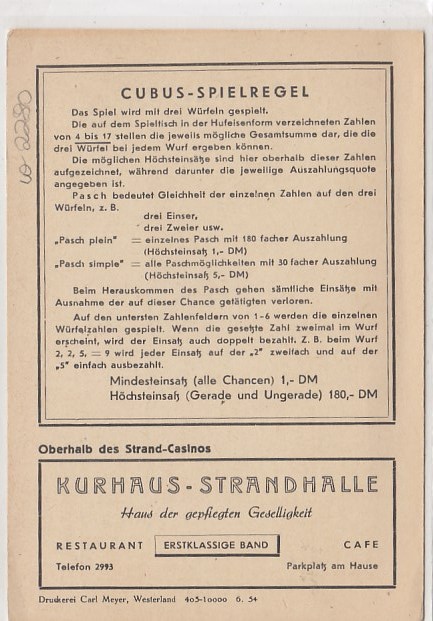 CUBUS-SPIELREGEL
Das Spiel wird mit drei Würfeln gespielt.
Die auf dem Spieltisch in der Hufeisenform verzeichneten Zahlen
von 4 bis 17 stellen die jeweils mögliche Gesamtsumme dar, die die
drei Würfel bei jedem Wurf ergeben können.
Die möglichen Höchsteinsätze sind hier oberhalb dieser Zahlen
aufgezeichnet, während darunter die jeweilige Auszahlungsquote
angegeben ist.
Pasch bedeutet Gleichheit der einzelnen Zahlen auf den drei
Würfeln, z. B.
drei Einser,
drei Zweier usw.
„Pasch plein" = einzelnes Pasch mit 180 facher Auszahlung
(Höchsteinsatz 1,- DM)
„Pasch simple" = alle Paschmöglichkeiten mit 30 facher Auszahlung
(Höchsteinsatz 5,- DM)
Beim Herauskommen des Pasch gehen sämtliche Einsätze mit
Ausnahme der auf dieser Chance getätigten verloren.
Auf den untersten Zahlenfeldern von 1-6 werden die einzelnen
Würfelzahlen gespielt. Wenn die gesetzte Zahl zweimal im Wurf
erscheint, wird der Einsatz auch doppelt bezahlt. Z. B. beim Wurf
2, 2, 5, = 9 wird jeder Einsatz auf der „2" zweifach und auf der
„5" einfach ausbezahlt.
Mindesteinsatz (alle Chancen) 1,- DM
Höchsteinsatz (Gerade und Ungerade) 180,- DM
Oberhalb des Strand-Casinos
KURHAUS-STRANDHALLE
Haus der gepflegten Geselligkeit
RESTAURANT ERSTKLASSIGE BAND CAFE
Telefon 2993 Parkplatz am Hause
Druckerei Carl Meyer, Westerland 405-10000 6. 54